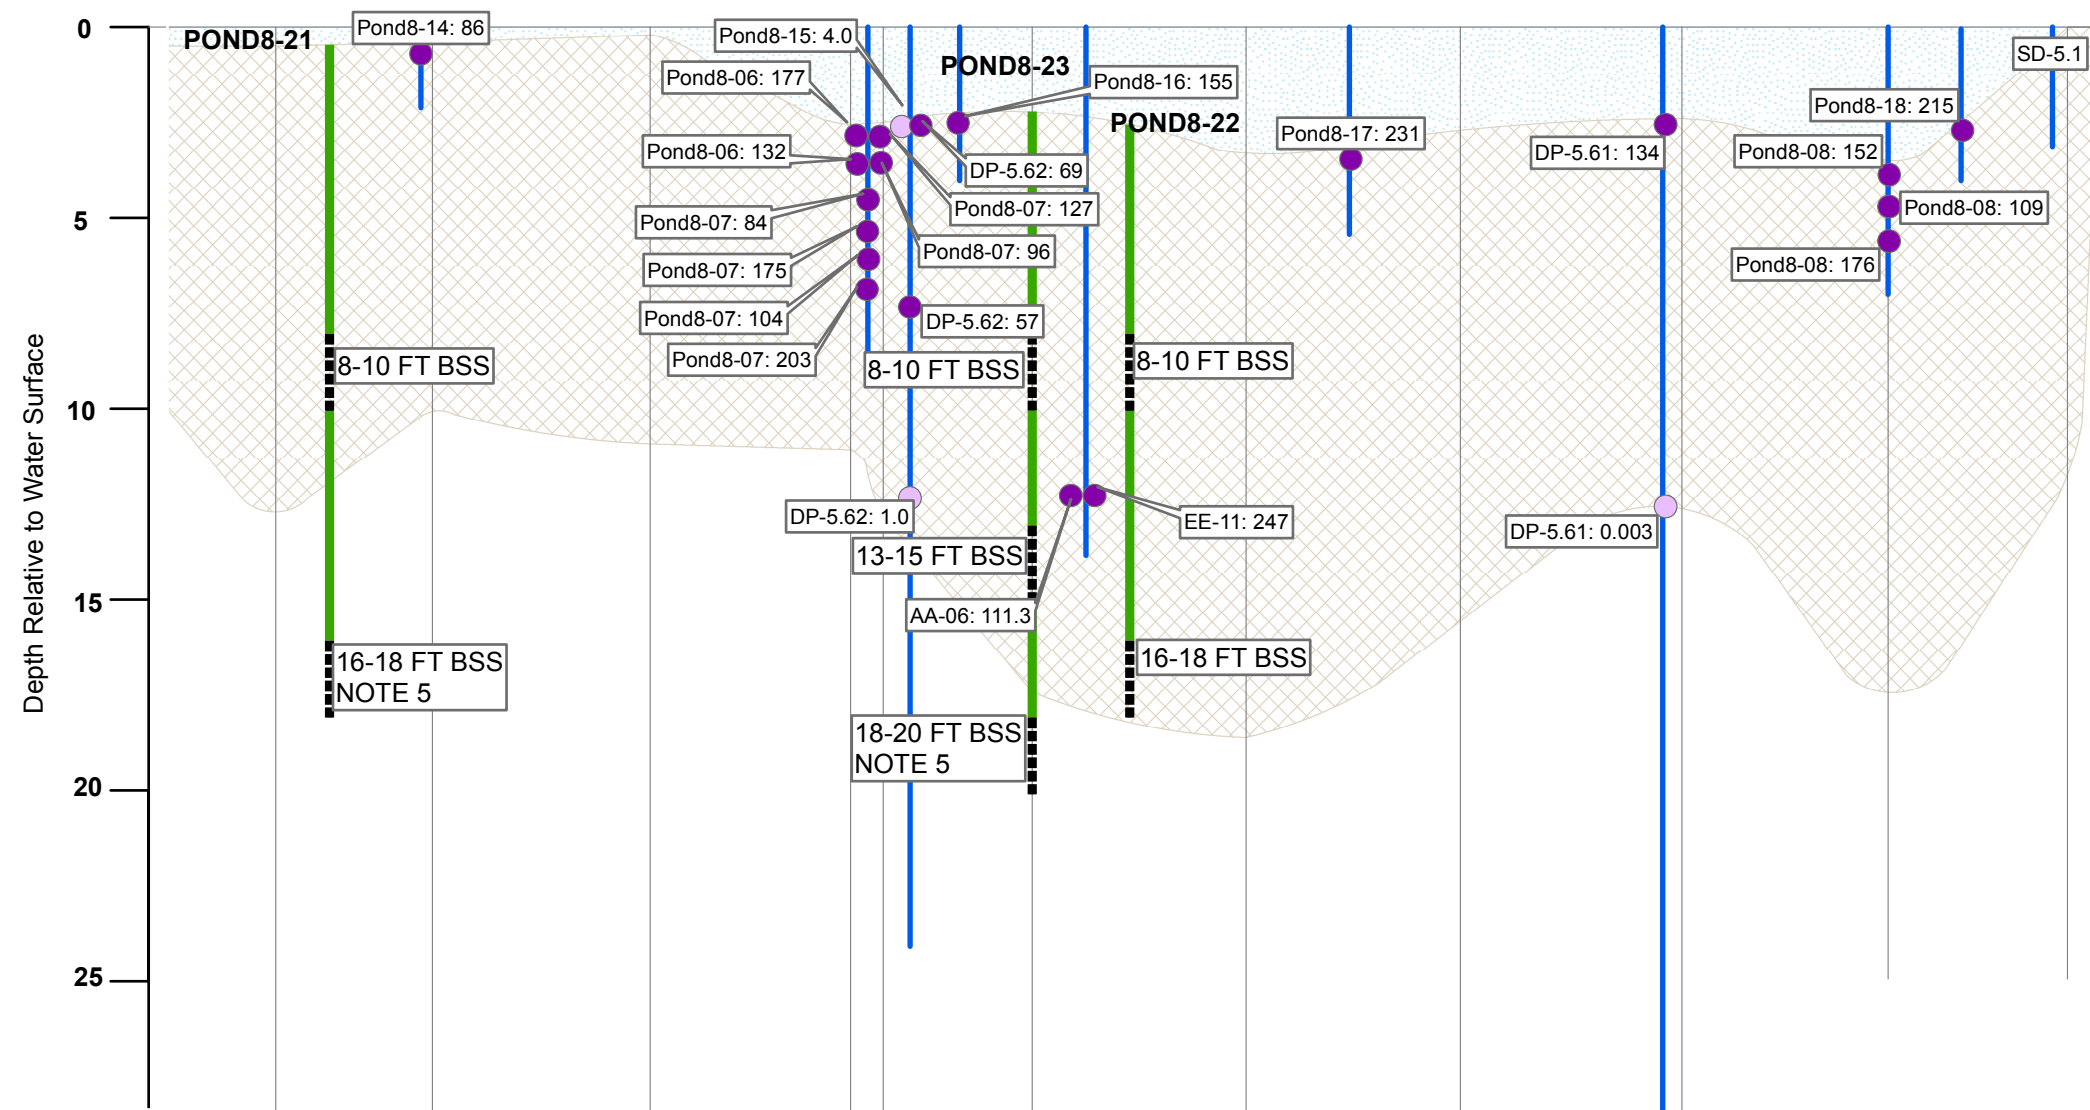 0
POND8-21
Pond8-14: 86
Pond8-15: 4.0
POND8-23
Pond8-06: 177
Pond8-16: 155
SD-5.1
Pond8-18: 215
POND8-22
Pond8-17: 231
Pond8-06: 132
DP-5.62: 69
DP-5.61: 134
Pond8-08: 152
5
Pond8-07: 84
Pond8-07: 127
Pond8-08: 109
Pond8-07: 96
Pond8-07: 175
Pond8-08: 176
Pond8-07: 104
DP-5.62: 57
Pond8-07: 203
8-10 FT BSS
8-10 FT BSS
8-10 FT BSS
10
Depth Relative to Water Surface
DP-5.62: 1.0
EE-11: 247
DP-5.61: 0.003
13-15 FT BSS
15
AA-06: 111.3
16-18 FT BSS
NOTE 5
16-18 FT BSS
18-20 FT BSS
NOTE 5
20
25